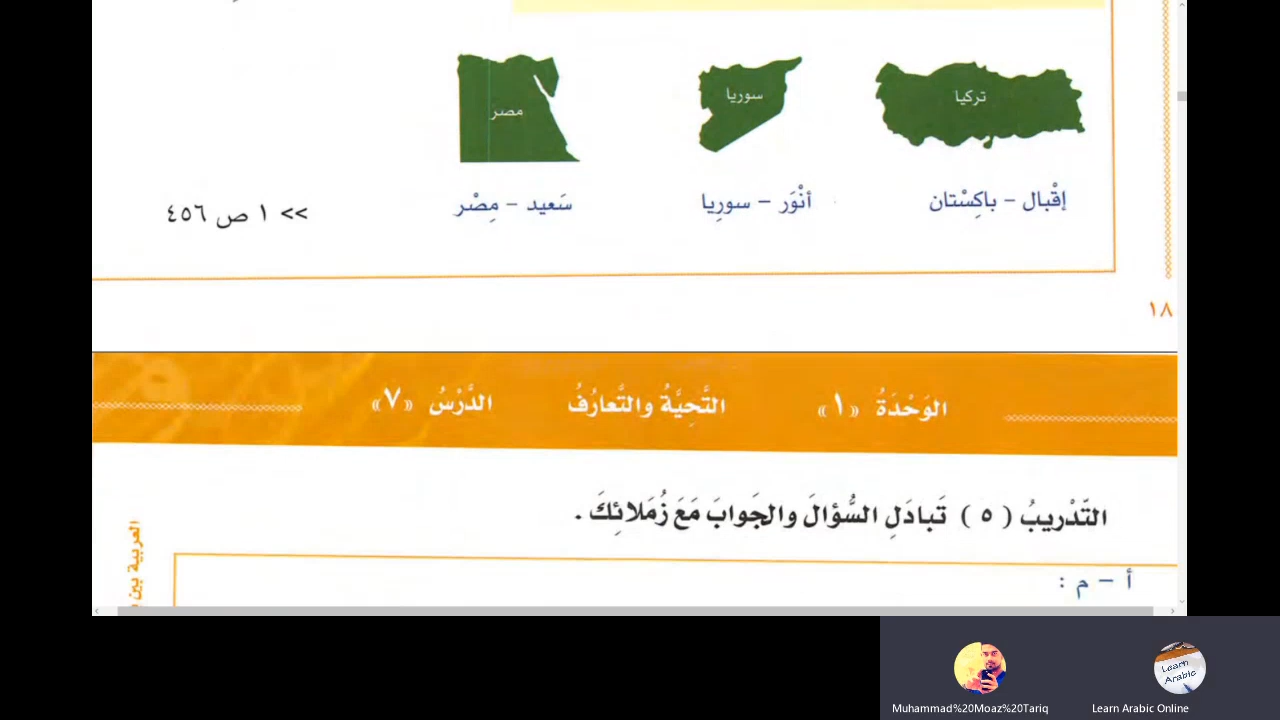 تركيا
سوريا
مصر
إقْبال – باكِسْتان
أنْوَر – سورِيا
سَعيد – مِصْر
>> ١ ص ٤٥٦
١٨
الوَحْدَةُ «١» التَّحِيَّةُ والتَّعارُفُ الدَّرْسُ «٧»
التَّدْريبُ ( ٥ ) تَبادَلِ السُّؤالَ والجَوابَ مَعَ زُمَلائِكَ .
العربية بين
أ – م :
Muhammad%20Moaz%20Tariq
Learn Arabic
Learn Arabic Online